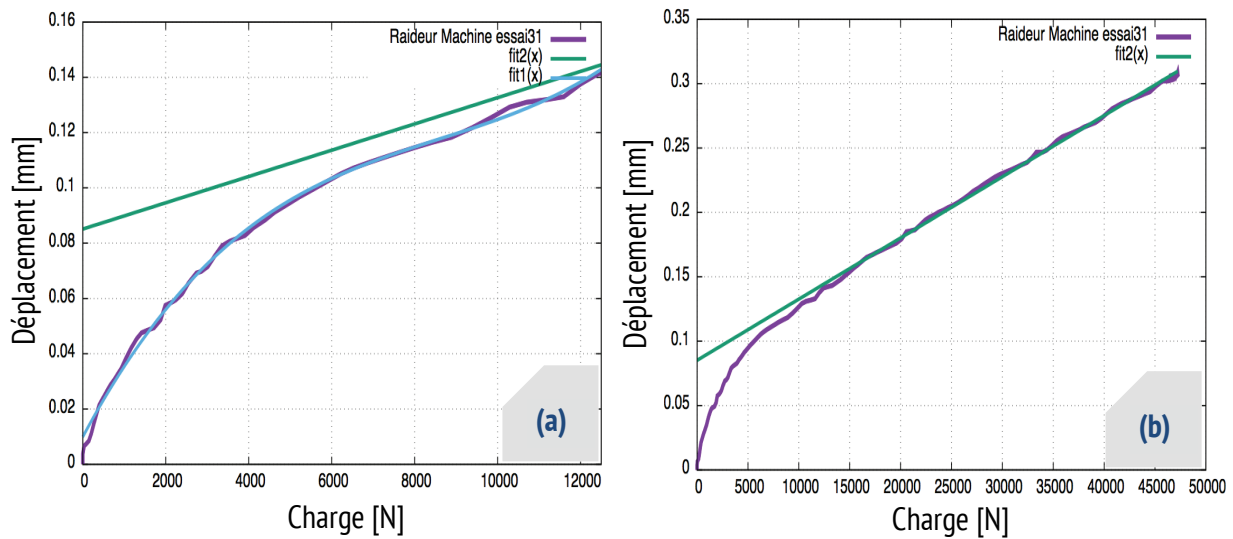 Raideur Machine essai31
fit2(x)
fit1(x)
0.16
0.14
0.12
0.1
0.08
0.06
0.04
0.02
0
Déplacement [mm]
0 2000 4000 6000 8000 10000 12000
Charge [N]
(a)
Raideur Machine essai31
fit2(x)
0.35
0.3
0.25
0.2
0.15
0.1
0.05
0
Déplacement [mm]
0 5000 10000 15000 20000 25000 30000 35000 40000 45000 50000
Charge [N]
(b)